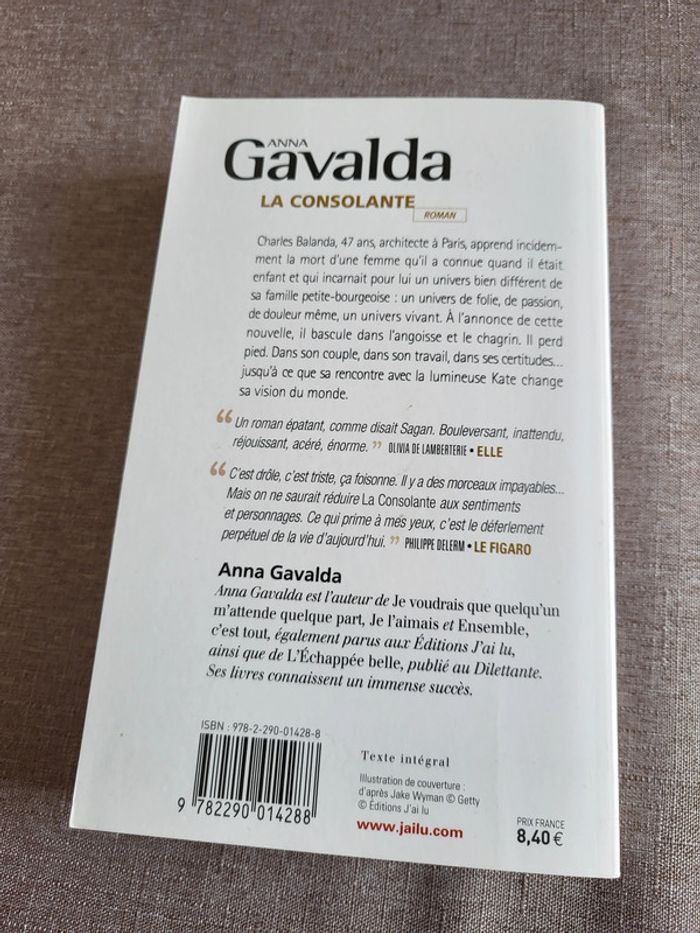 ANNA
Gavalda
LA CONSOLANTE
ROMAN
Charles Balanda, 47 ans, architecte à Paris, apprend incidem-
ment la mort d'une femme qu'il a connue quand il était
enfant et qui incarnait pour lui un univers bien différent de
sa famille petite-bourgeoise : un univers de folie, de passion,
de douleur même, un univers vivant. À l'annonce de cette
nouvelle, il bascule dans l'angoisse et le chagrin. Il perd
pied. Dans son couple, dans son travail, dans ses certitudes...
jusqu'à ce que sa rencontre avec la lumineuse Kate change
sa vision du monde.
“ Un roman épatant, comme disait Sagan. Bouleversant, inattendu,
réjouissant, acéré, énorme. ” OLIVIA DE LAMBERTERIE • ELLE
“ C'est drôle, c'est triste, ça foisonne. Il y a des morceaux impayables...
Mais on ne saurait réduire La Consolante aux sentiments
et personnages. Ce qui prime à mes yeux, c'est le déferlement
perpétuel de la vie d'aujourd'hui. ” PHILIPPE DELERM • LE FIGARO
Anna Gavalda
Anna Gavalda est l'auteur de Je voudrais que quelqu'un
m'attende quelque part, Je l'aimais et Ensemble,
c'est tout, également parus aux Éditions J'ai lu,
ainsi que de L'Échappée belle, publié au Dilettante.
Ses livres connaissent un immense succès.
ISBN : 978-2-290-01428-8
9 782290 014288
Texte intégral
Illustration de couverture :
d'après Jake Wyman © Getty
© Éditions J'ai lu
www.jailu.com
PRIX FRANCE
8,40 €